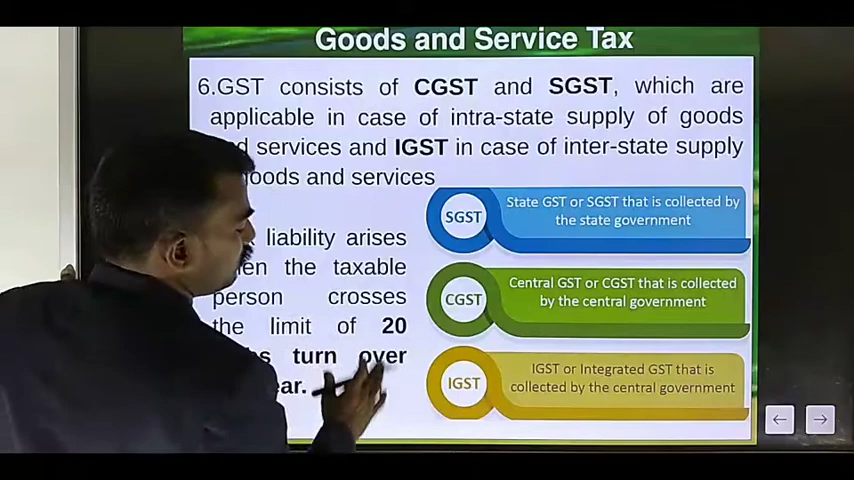 Goods and Service Tax
6.GST consists of CGST and SGST, which are
applicable in case of intra-state supply of goods
services and IGST in case of inter-state supply
goods and services
SGST
State GST or SGST that is collected by
the state government
liability arises
the taxable
person crosses
the limit of 20
turn over
CGST
Central GST or CGST that is collected
by the central government
IGST
IGST or Integrated GST that is
collected by the central government